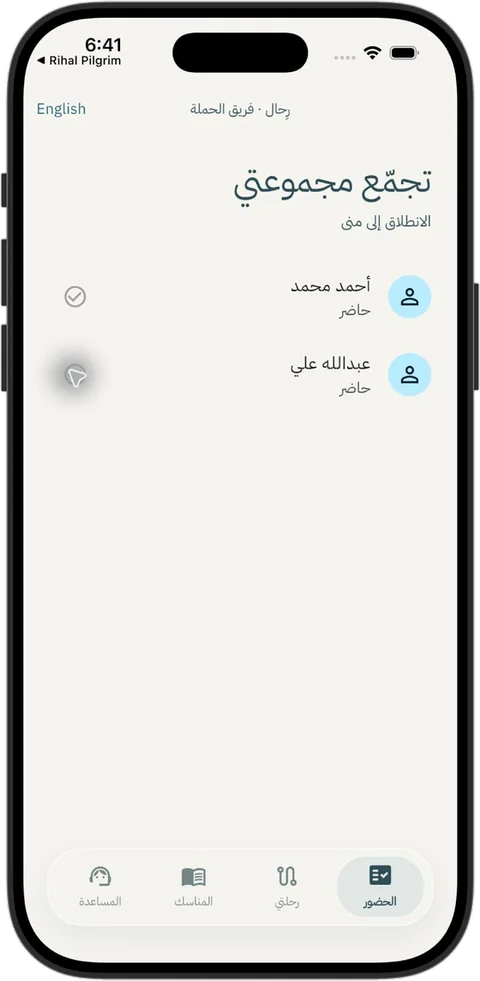 6:41
◀ Rihal Pilgrim
English
رِحال · فريق الحملة
تجمّع مجموعتي
الانطلاق إلى منى
أحمد محمد
حاضر
عبدالله علي
حاضر
الحضور
رحلتي
المناسك
المساعدة